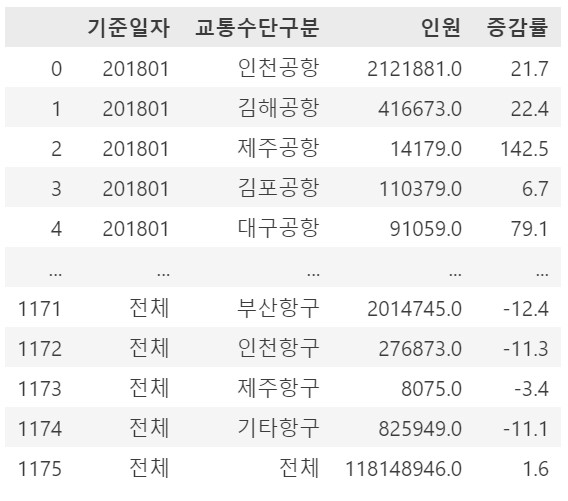 기준일자 교통수단구분 인원 증감률
0 201801 인천공항 2121881.0 21.7
1 201801 김해공항 416673.0 22.4
2 201801 제주공항 14179.0 142.5
3 201801 김포공항 110379.0 6.7
4 201801 대구공항 91059.0 79.1
... ... ... ... ...
1171 전체 부산항구 2014745.0 -12.4
1172 전체 인천항구 276873.0 -11.3
1173 전체 제주항구 8075.0 -3.4
1174 전체 기타항구 825949.0 -11.1
1175 전체 전체 118148946.0 1.6